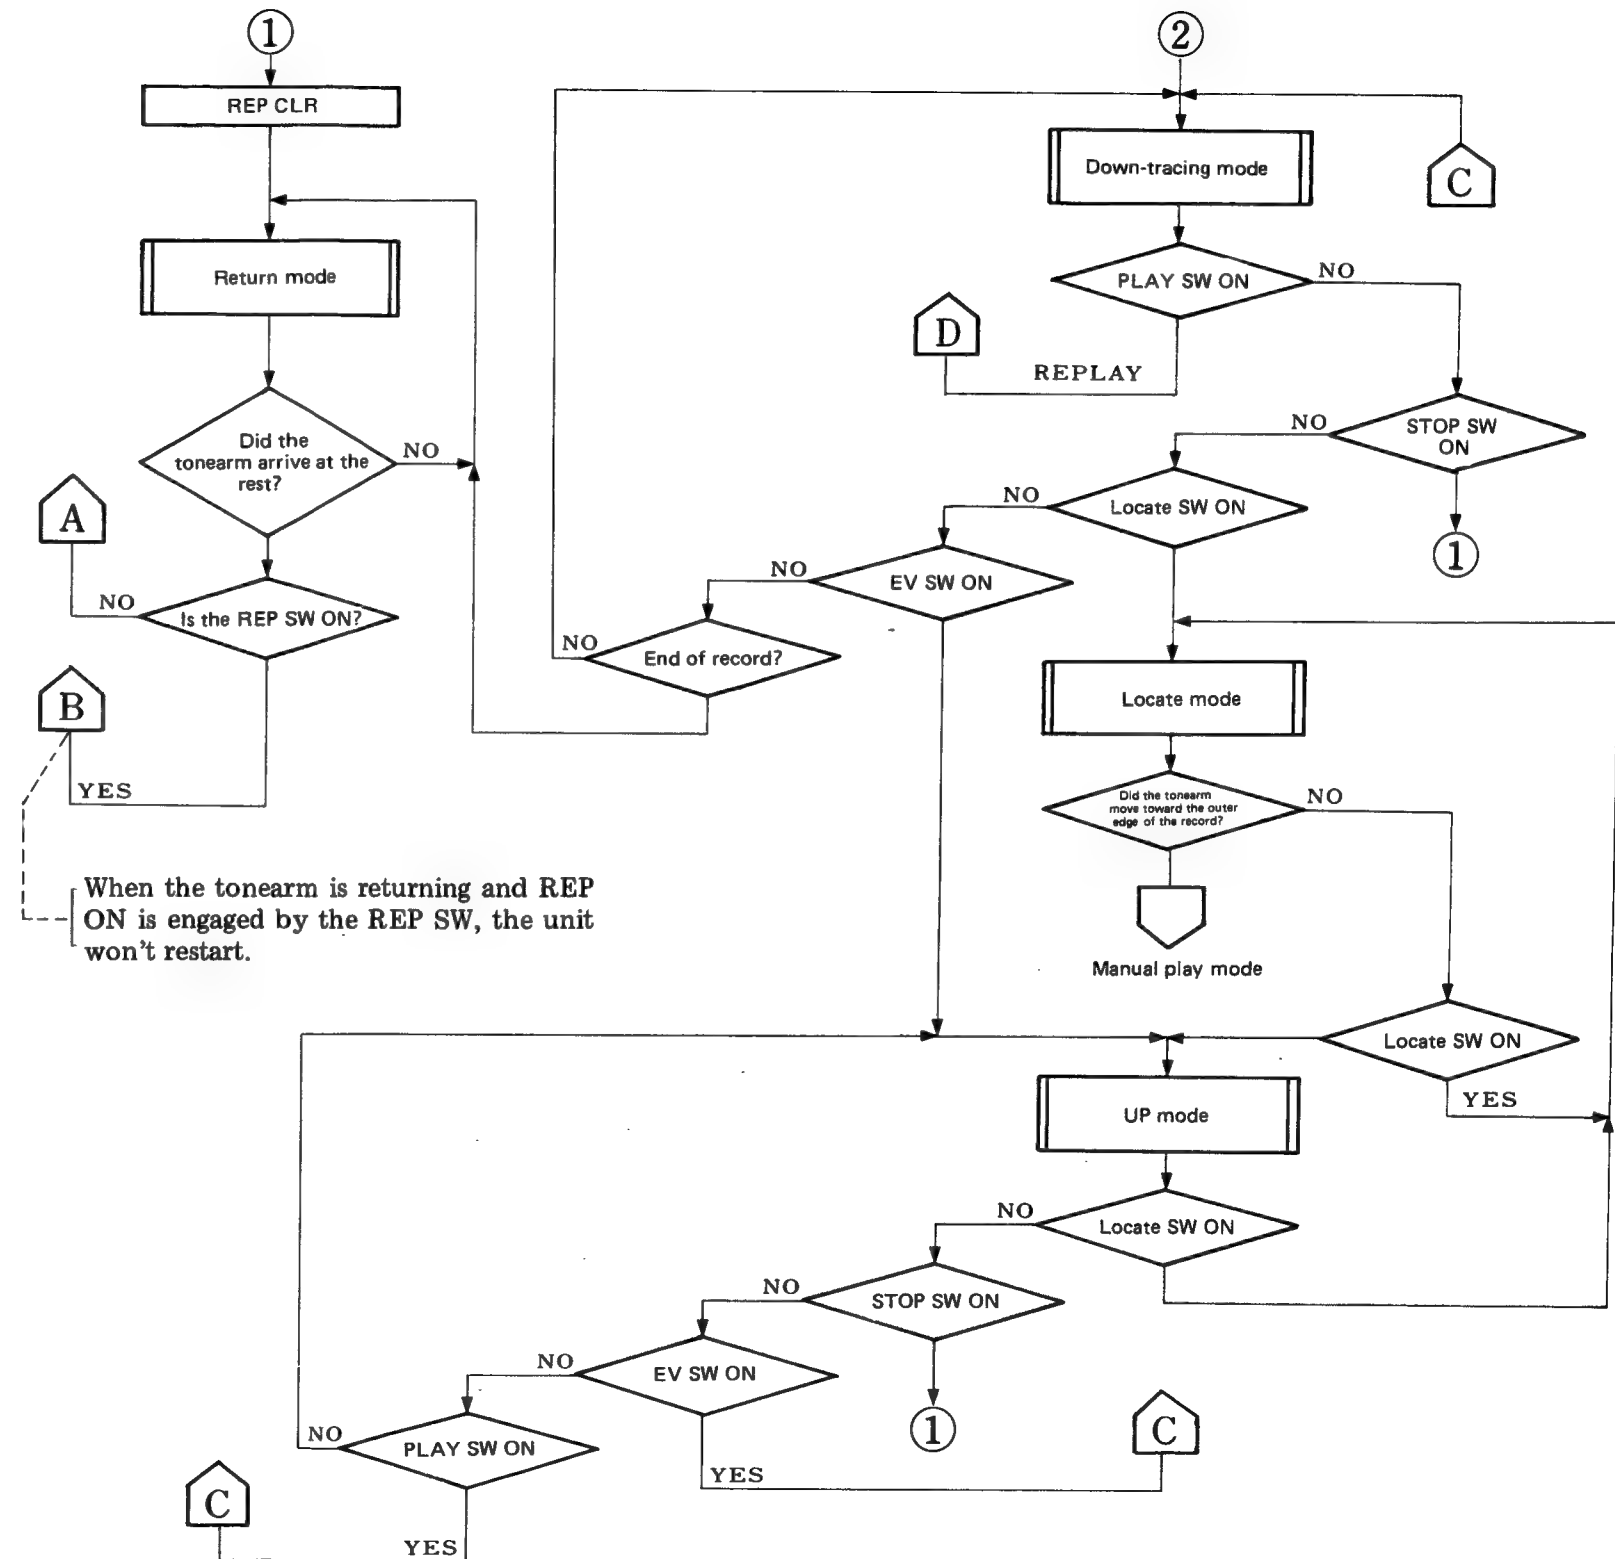 1
REP CLR
Return mode
Did the
tonearm arrive at the
rest?
NO
A
NO
Is the REP SW ON?
B
YES
When the tonearm is returning and REP
ON is engaged by the REP SW, the unit
won't restart.
2
Down-tracing mode
C
PLAY SW ON
NO
D
REPLAY
STOP SW
ON
NO
1
Locate SW ON
NO
EV SW ON
NO
End of record?
NO
Locate mode
Did the tonearm
move toward the outer
edge of the record?
NO
Manual play mode
Locate SW ON
YES
UP mode
Locate SW ON
NO
STOP SW ON
NO
1
EV SW ON
NO
YES
C
PLAY SW ON
NO
YES
C